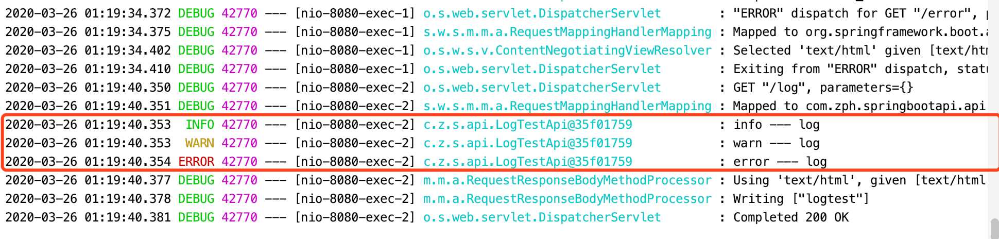 2020-03-26 01:19:34.372 DEBUG 42770 --- [nio-8080-exec-1] o.s.web.servlet.DispatcherServlet : "ERROR" dispatch for GET "/error",
2020-03-26 01:19:34.375 DEBUG 42770 --- [nio-8080-exec-1] s.w.s.m.m.a.RequestMappingHandlerMapping : Mapped to org.springframework.boot.a
2020-03-26 01:19:34.402 DEBUG 42770 --- [nio-8080-exec-1] o.s.w.s.v.ContentNegotiatingViewResolver : Selected 'text/html' given [text/htm
2020-03-26 01:19:34.410 DEBUG 42770 --- [nio-8080-exec-1] o.s.web.servlet.DispatcherServlet : Exiting from "ERROR" dispatch, statu
2020-03-26 01:19:40.350 DEBUG 42770 --- [nio-8080-exec-2] o.s.web.servlet.DispatcherServlet : GET "/log", parameters={}
2020-03-26 01:19:40.351 DEBUG 42770 --- [nio-8080-exec-2] s.w.s.m.m.a.RequestMappingHandlerMapping : Mapped to com.zph.springbootapi.api
2020-03-26 01:19:40.353 INFO 42770 --- [nio-8080-exec-2] c.z.s.api.LogTestApi@35f01759 : info --- log
2020-03-26 01:19:40.353 WARN 42770 --- [nio-8080-exec-2] c.z.s.api.LogTestApi@35f01759 : warn --- log
2020-03-26 01:19:40.354 ERROR 42770 --- [nio-8080-exec-2] c.z.s.api.LogTestApi@35f01759 : error --- log
2020-03-26 01:19:40.377 DEBUG 42770 --- [nio-8080-exec-2] m.m.a.RequestResponseBodyMethodProcessor : Using 'text/html', given [text/html
2020-03-26 01:19:40.378 DEBUG 42770 --- [nio-8080-exec-2] m.m.a.RequestResponseBodyMethodProcessor : Writing ["logtest"]
2020-03-26 01:19:40.381 DEBUG 42770 --- [nio-8080-exec-2] o.s.web.servlet.DispatcherServlet : Completed 200 OK